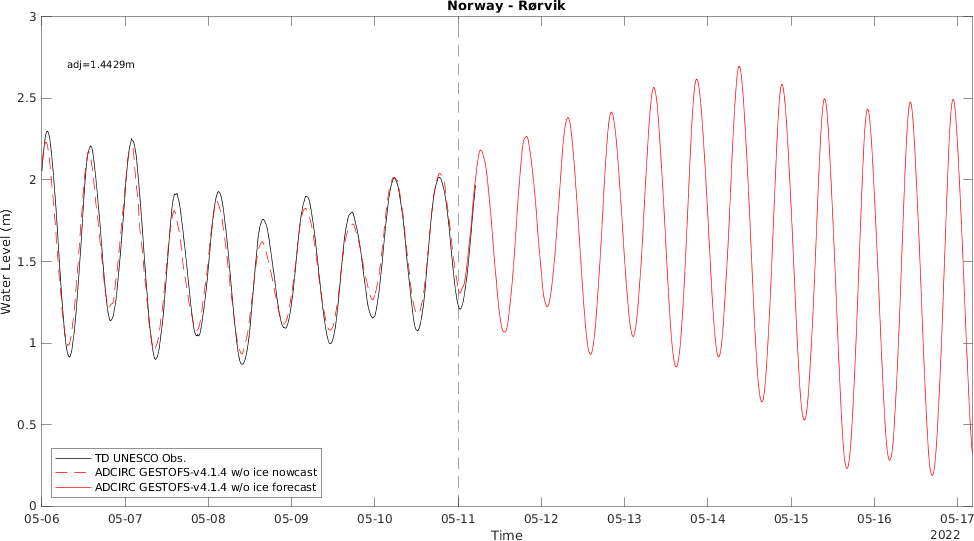 Norway - Rørvik
3
2.5
2
1.5
1
0.5
0
Water Level (m)
adj=1.4429m
TD UNESCO Obs.
ADCIRC GESTOFS-v4.1.4 w/o ice nowcast
ADCIRC GESTOFS-v4.1.4 w/o ice forecast
05-06 05-07 05-08 05-09 05-10 05-11 05-12 05-13 05-14 05-15 05-16 05-17
Time
2022